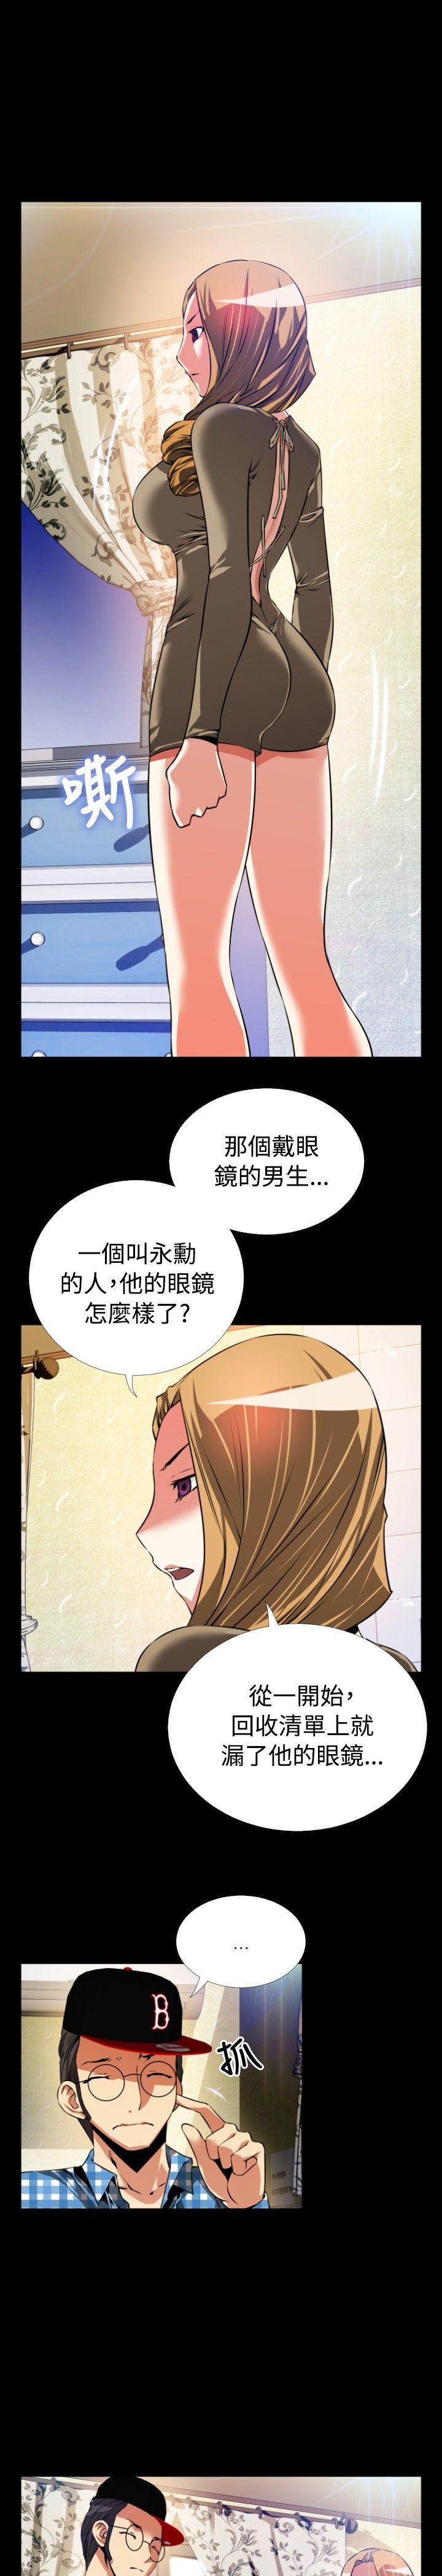 嘶
那個戴眼
鏡的男生...
一個叫永勳
的人,他的眼鏡
怎麼樣了?
從一開始,
回收清單上就
漏了他的眼鏡...
...
B
抓